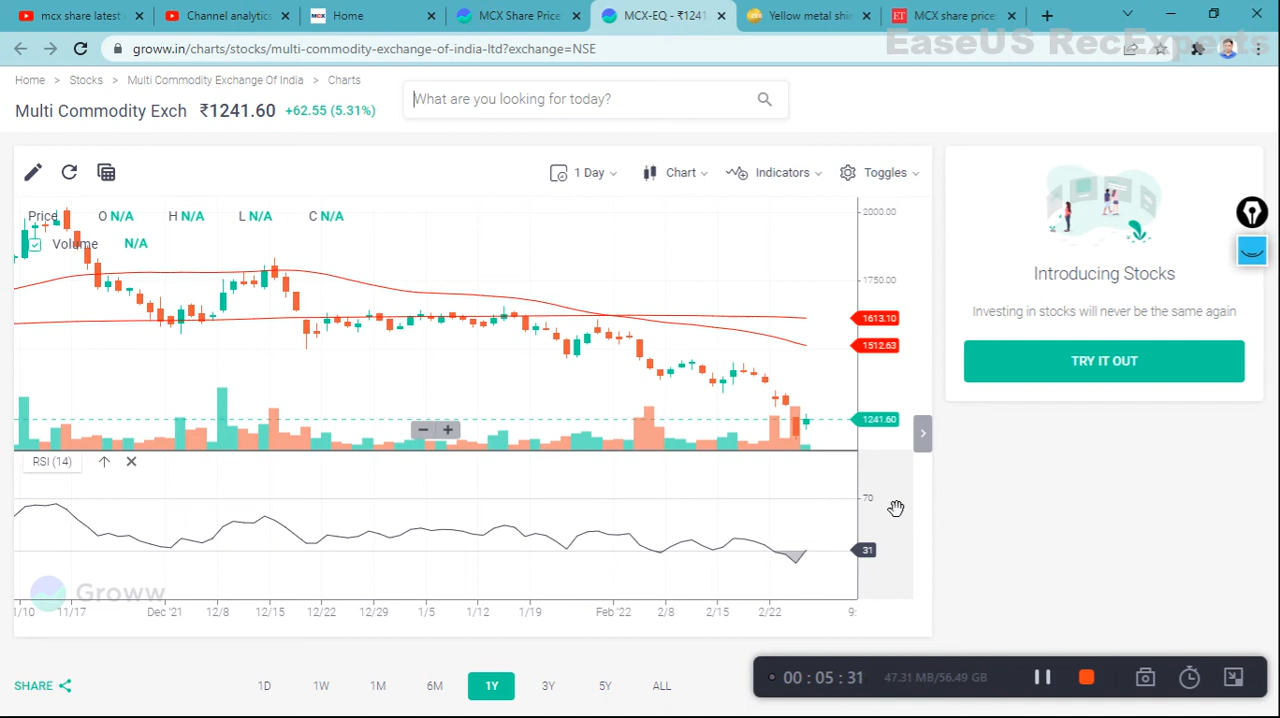 mcx share latest
Channel analytics
MCX
Home
MCX Share Price
MCX-EQ - ₹1241
Yellow metal shi
ET
MCX share price
groww.in/charts/stocks/multi-commodity-exchange-of-india-ltd?exchange=NSE
EaseUS RecExperts
Home > Stocks > Multi Commodity Exchange Of India > Charts
Multi Commodity Exch ₹1241.60 +62.55 (5.31%)
What are you looking for today?
1 Day
Chart
Indicators
Toggles
Price O N/A H N/A L N/A C N/A
Volume N/A
2000.00
1750.00
1613.10
1512.63
1241.60
Introducing Stocks
Investing in stocks will never be the same again
TRY IT OUT
RSI (14)
70
31
Groww
1/10 11/17 Dec '21 12/8 12/15 12/22 12/29 1/5 1/12 1/19 Feb '22 2/8 2/15 2/22 9:
SHARE
1D 1W 1M 6M 1Y 3Y 5Y ALL
00 : 05 : 31
47.31 MB/56.49 GB